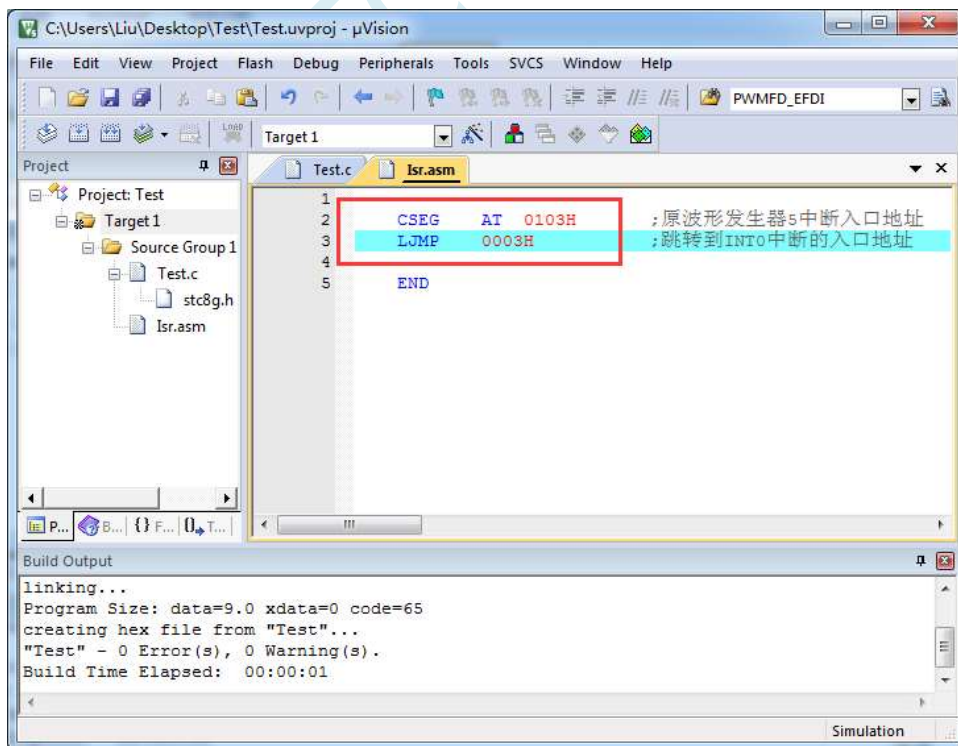 C:\Users\Liu\Desktop\Test\Test.uvproj - µVision
File Edit View Project Flash Debug Peripherals Tools SVCS Window Help
PWMFD_EFDI
LOAD Target 1
Project
Test.c Isr.asm
Project: Test
Target 1
Source Group 1
Test.c
stc8g.h
Isr.asm
1
2 CSEG AT 0103H ;原波形发生器5中断入口地址
3 LJMP 0003H ;跳转到INT0中断的入口地址
4
5 END
P... B... {} F... 0 T...
Build Output
linking...
Program Size: data=9.0 xdata=0 code=65
creating hex file from "Test"...
"Test" - 0 Error(s), 0 Warning(s).
Build Time Elapsed: 00:00:01
Simulation